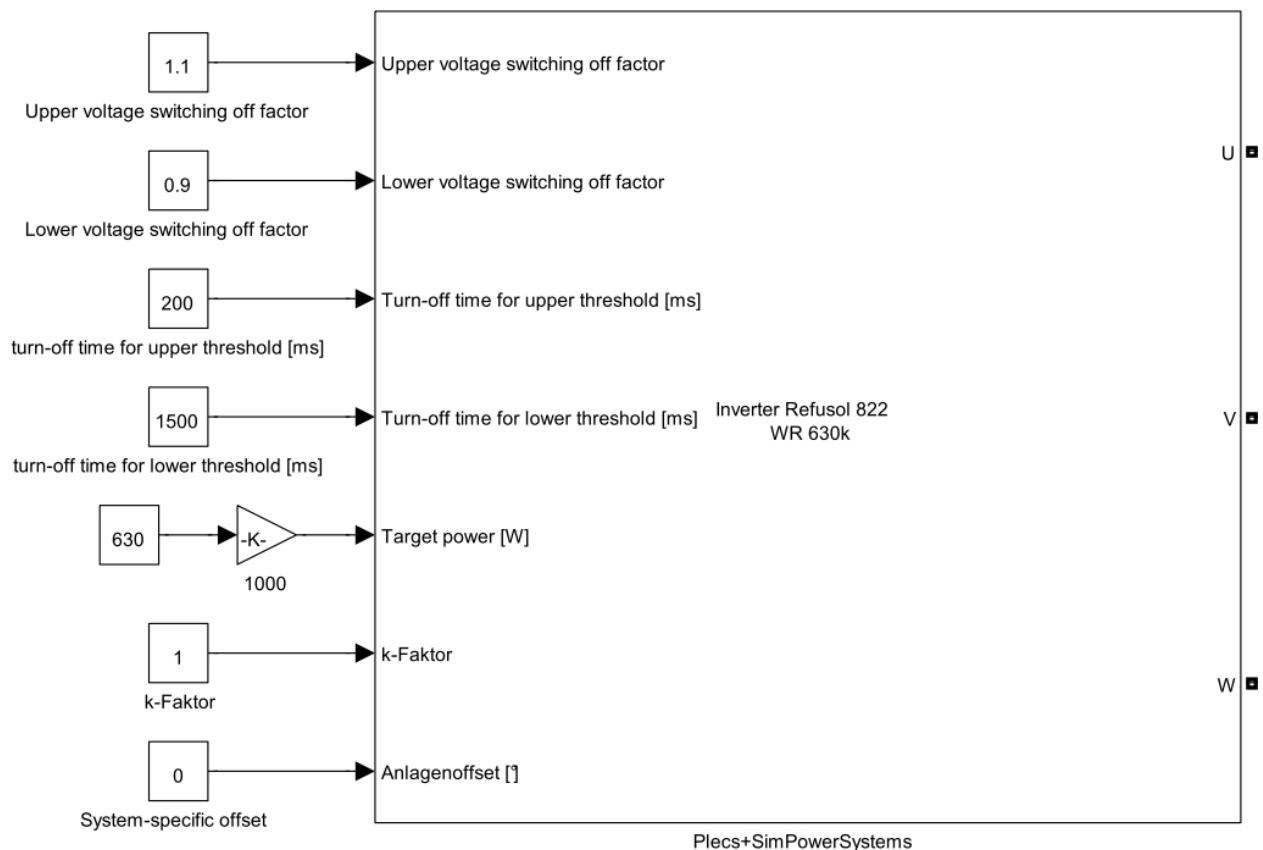 1.1
Upper voltage switching off factor
Upper voltage switching off factor
U
0.9
Lower voltage switching off factor
Lower voltage switching off factor
200
Turn-off time for upper threshold [ms]
turn-off time for upper threshold [ms]
1500
Turn-off time for lower threshold [ms]
Inverter Refusol 822
WR 630k
V
turn-off time for lower threshold [ms]
630
-K-
Target power [W]
1000
1
k-Faktor
k-Faktor
W
0
Anlagenoffset [°]
System-specific offset
Plecs+SimPowerSystems